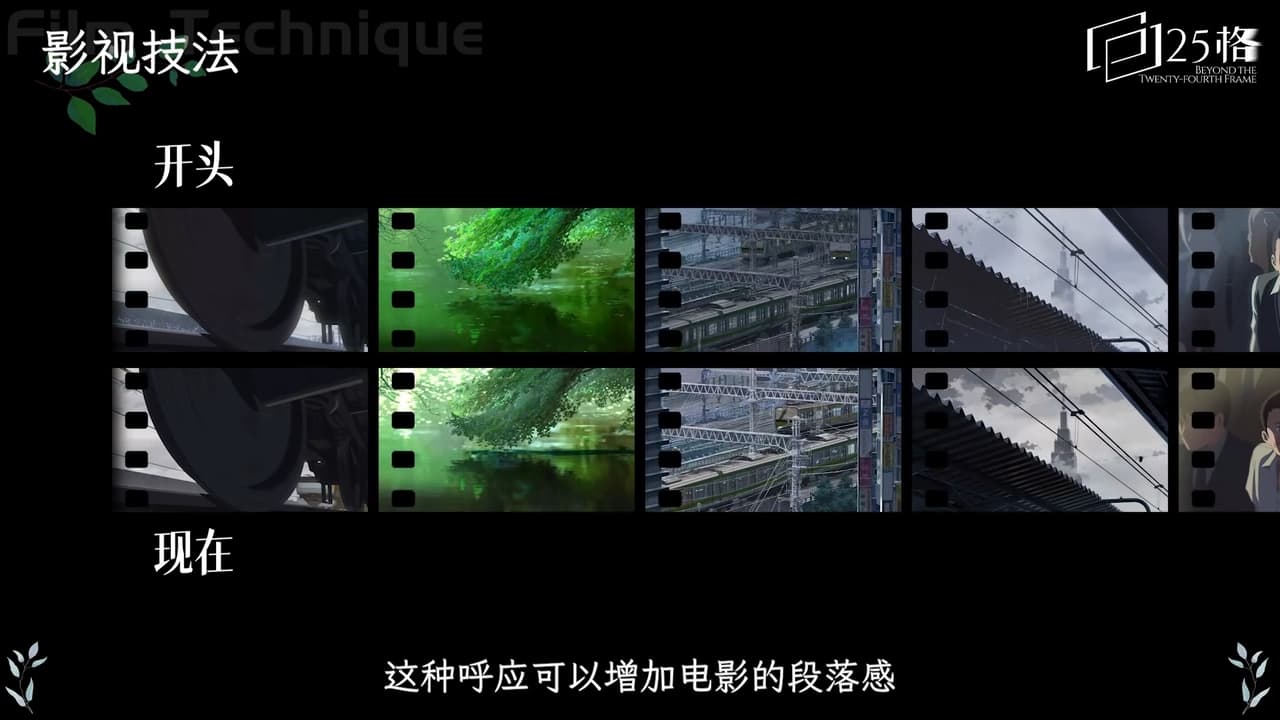 Film Technique
影视技法
25格
BEYOND THE
TWENTY-FOURTH FRAME
开头
现在
这种呼应可以增加电影的段落感